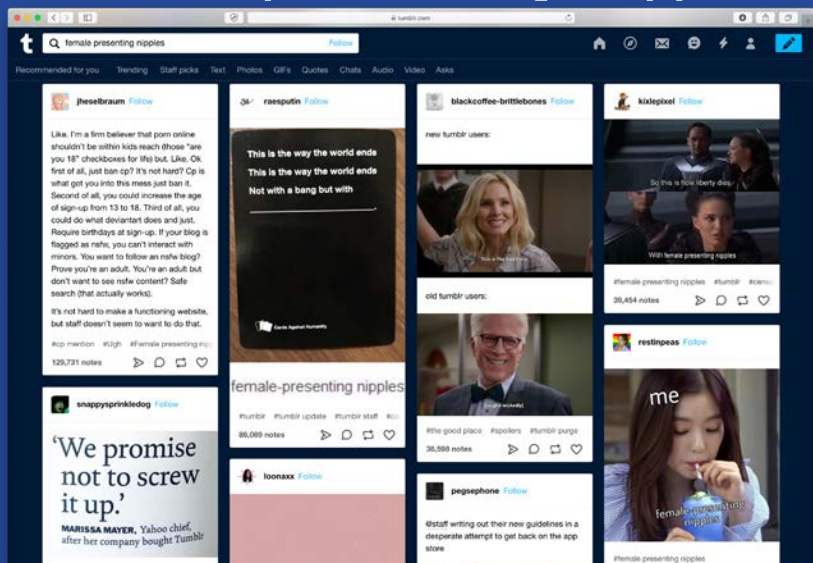 tumblr.com
t
female presenting nipples
Follow
Recommended for you Trending Staff picks Text Photos GIFs Quotes Chats Audio Video Asks
jheselbraum Follow
Like. I'm a firm believer that porn online
shouldn't be within kids reach (those "are
you 18" checkboxes for life) but. Like. Ok
first of all, just ban cp? It's not hard? Cp is
what got you into this mess just ban it.
Second of all, you could increase the age
of sign-up from 13 to 18. Third of all, you
could do what deviantart does and just.
Require birthdays at sign-up. If your blog is
flagged as nsfw, you can't interact with
minors. You want to follow an nsfw blog?
Prove you're an adult. You're an adult but
don't want to see nsfw content? Safe
search (that actually works).
It's not hard to make a functioning website,
but staff doesn't seem to want to do that.
#cp mention #Ugh #Female presenting nip
129,731 notes
snappysprinkledog Follow
'We promise
not to screw
it up.'
MARISSA MAYER, Yahoo chief,
after her company bought Tumblr
raesputin Follow
This is the way the world ends
This is the way the world ends
Not with a bang but with
____________________.
Cards Against Humanity
female-presenting nipples
#tumblr #tumblr update #tumblr staff
86,089 notes
loonaxx Follow
blackcoffee-brittlebones Follow
new tumblr users:
This is The Bad Place.
old tumblr users:
#the good place #spoilers #tumblr purge
36,598 notes
pegsephone Follow
@staff writing out their new guidelines in a
desperate attempt to get back on the app
store
kixlepixel Follow
So this is how liberty dies
With female presenting nipples
#female presenting nipples #tumblr #cens
39,454 notes
restinpeas Follow
me
female-presenting
nipples
#female presenting nipples